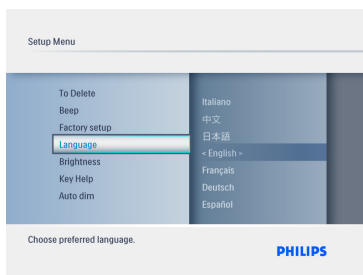 Setup Menu
To Delete
Beep
Factory setup
Language
Brightness
Key Help
Auto dim
Italiano
中文
日本語
< English >
Français
Deutsch
Español
Choose preferred language.
PHILIPS